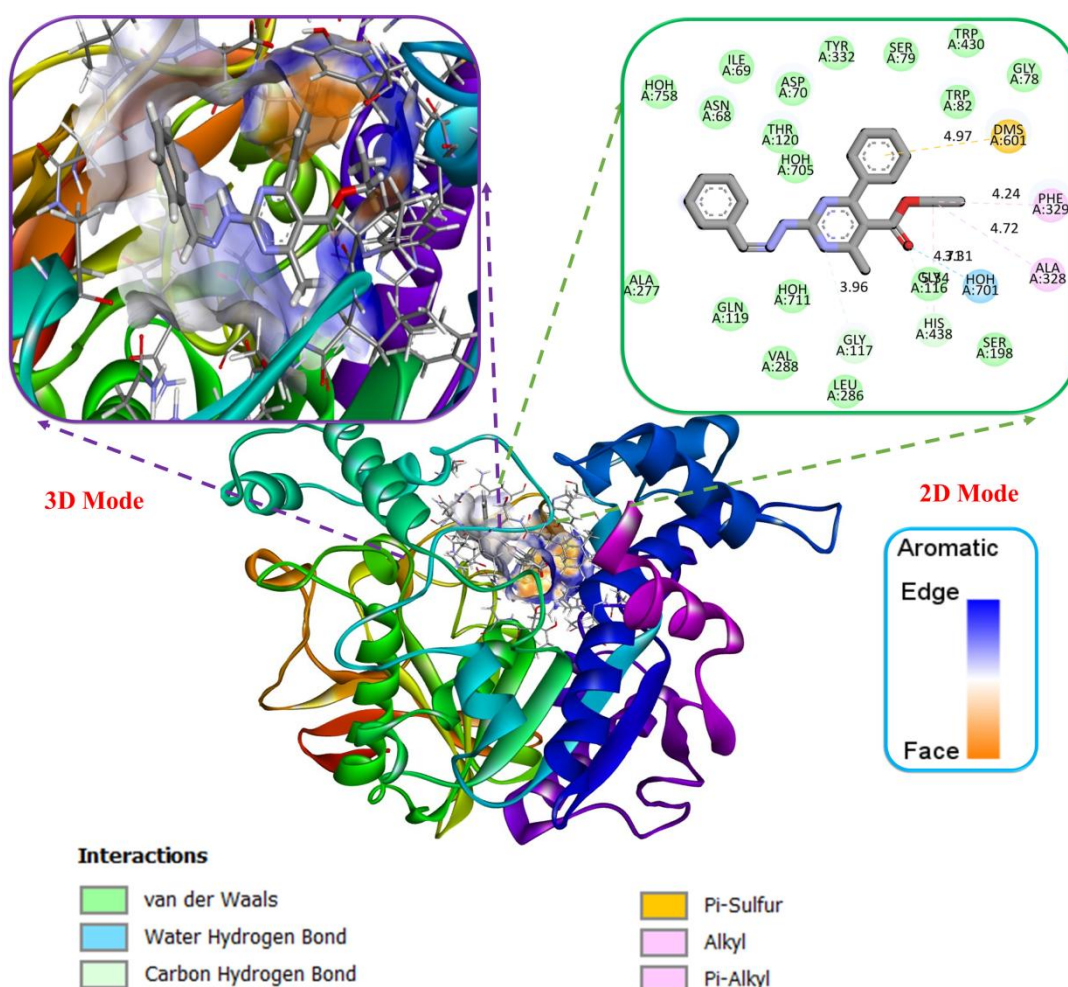 TRP
A:430
TYR
A:332
SER
A:79
ILE
A:69
GLY
A:78
ASP
A:70
HOH
A:758
TRP
A:82
ASN
A:68
DMS
A:601
THR
A:120
4.97
HOH
A:705
4.24
PHE
A:329
4.72
ALA
A:328
ALA
A:277
3.96
GLY
A:116
HOH
A:701
HOH
A:711
GLN
A:119
HIS
A:438
GLY
A:117
SER
A:198
VAL
A:288
LEU
A:286
3D Mode
2D Mode
Aromatic
Edge
Face
Interactions
van der Waals
Water Hydrogen Bond
Carbon Hydrogen Bond
Pi-Sulfur
Alkyl
Pi-Alkyl